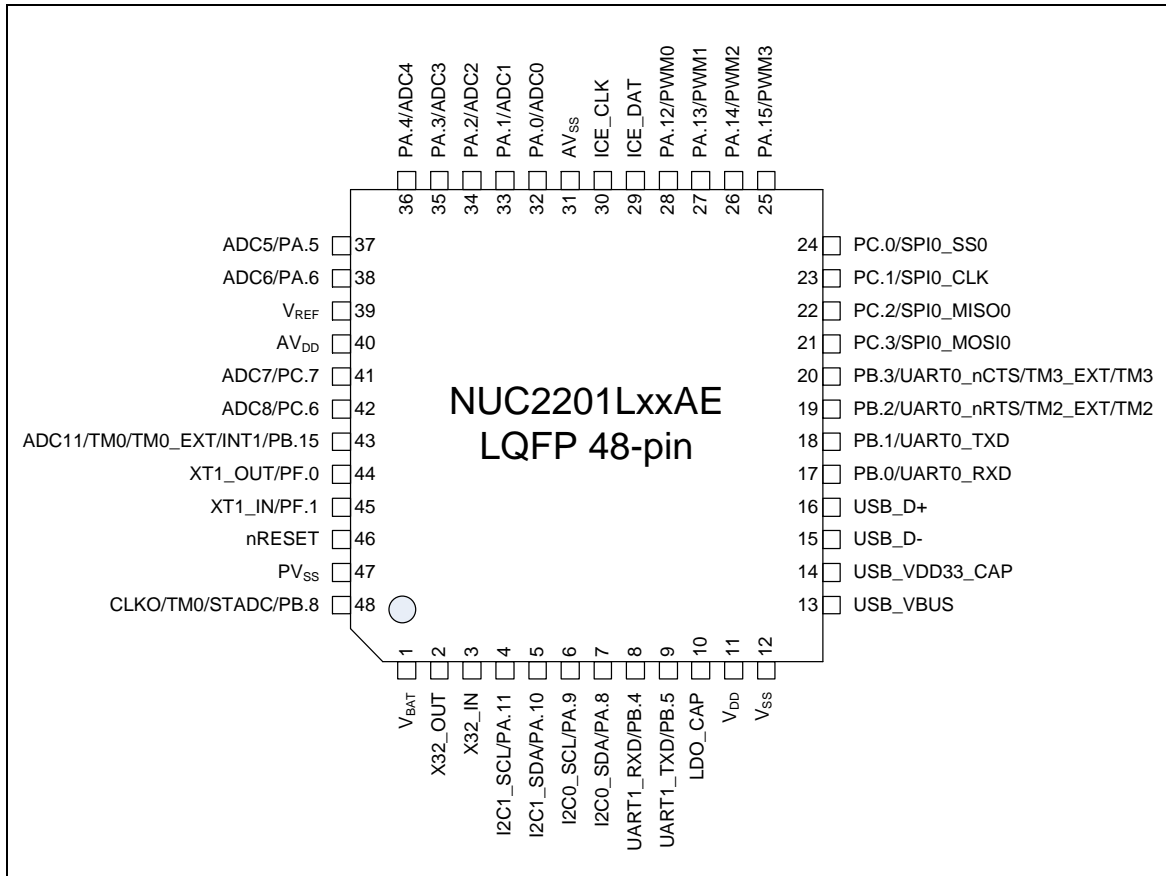 PA.4/ADC4
PA.3/ADC3
PA.2/ADC2
PA.1/ADC1
PA.0/ADC0
AVSS
ICE_CLK
ICE_DAT
PA.12/PWM0
PA.13/PWM1
PA.14/PWM2
PA.15/PWM3
36
35
34
33
32
31
30
29
28
27
26
25
ADC5/PA.5 37
ADC6/PA.6 38
VREF 39
AVDD 40
ADC7/PC.7 41
ADC8/PC.6 42
ADC11/TM0/TM0_EXT/INT1/PB.15 43
XT1_OUT/PF.0 44
XT1_IN/PF.1 45
nRESET 46
PVSS 47
CLKO/TM0/STADC/PB.8 48
NUC2201LxxAE
LQFP 48-pin
24 PC.0/SPI0_SS0
23 PC.1/SPI0_CLK
22 PC.2/SPI0_MISO0
21 PC.3/SPI0_MOSI0
20 PB.3/UART0_nCTS/TM3_EXT/TM3
19 PB.2/UART0_nRTS/TM2_EXT/TM2
18 PB.1/UART0_TXD
17 PB.0/UART0_RXD
16 USB_D+
15 USB_D-
14 USB_VDD33_CAP
13 USB_VBUS
1
2
3
4
5
6
7
8
9
10
11
12
VBAT
X32_OUT
X32_IN
I2C1_SCL/PA.11
I2C1_SDA/PA.10
I2C0_SCL/PA.9
I2C0_SDA/PA.8
UART1_RXD/PB.4
UART1_TXD/PB.5
LDO_CAP
VDD
VSS